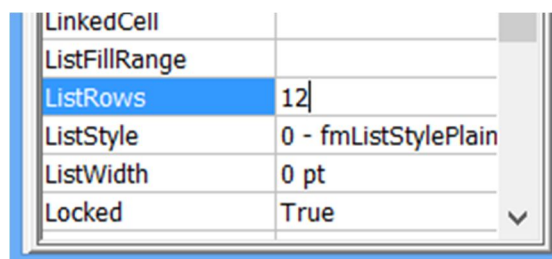 LinkedCell
ListFillRange
ListRows 12
ListStyle 0 - fmListStylePlain
ListWidth 0 pt
Locked True